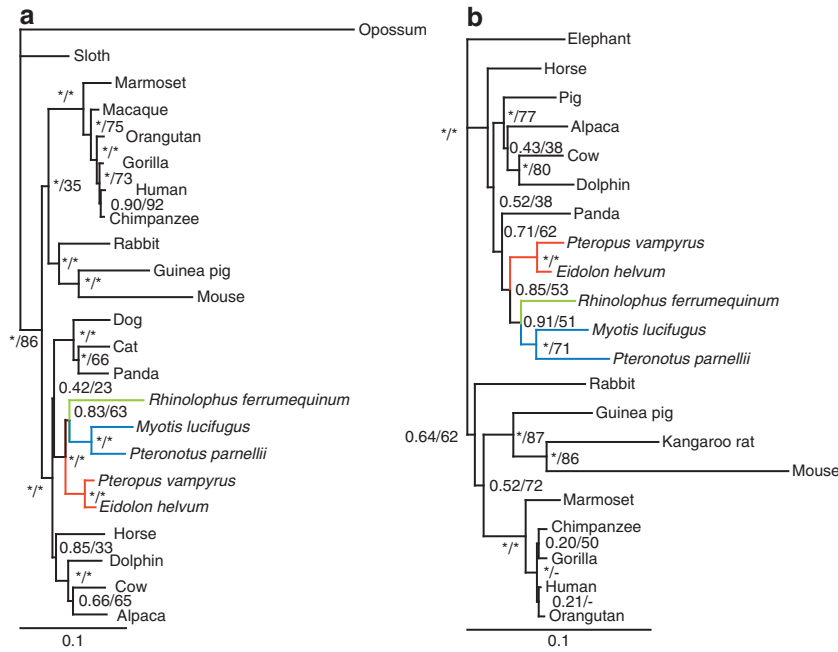 a
Opossum
Sloth
Marmoset
*/*
Macaque
*/75
Orangutan
*/*
Gorilla
*/73
Human
*/35
0.90/92
Chimpanzee
Rabbit
*/*
Guinea pig
*/*
Mouse
Dog
*/*
*/86
Cat
*/66
Panda
0.42/23
Rhinolophus ferrumequinum
0.83/63
Myotis lucifugus
*/*
Pteronotus parnellii
*/*
Pteropus vampyrus
*/*
*/*
Eidolon helvum
Horse
0.85/33
Dolphin
*/*
Cow
0.66/65
Alpaca
0.1
b
Elephant
Horse
Pig
*/77
Alpaca
*/*
0.43/38
Cow
*/80
Dolphin
0.52/38
Panda
0.71/62
Pteropus vampyrus
*/*
Eidolon helvum
0.85/53
Rhinolophus ferrumequinum
0.91/51
Myotis lucifugus
*/71
Pteronotus parnellii
Rabbit
Guinea pig
0.64/62
*/87
Kangaroo rat
*/86
Mouse
0.52/72
Marmoset
Chimpanzee
0.20/50
*/*
Gorilla
*/-
Human
0.21/-
Orangutan
0.1